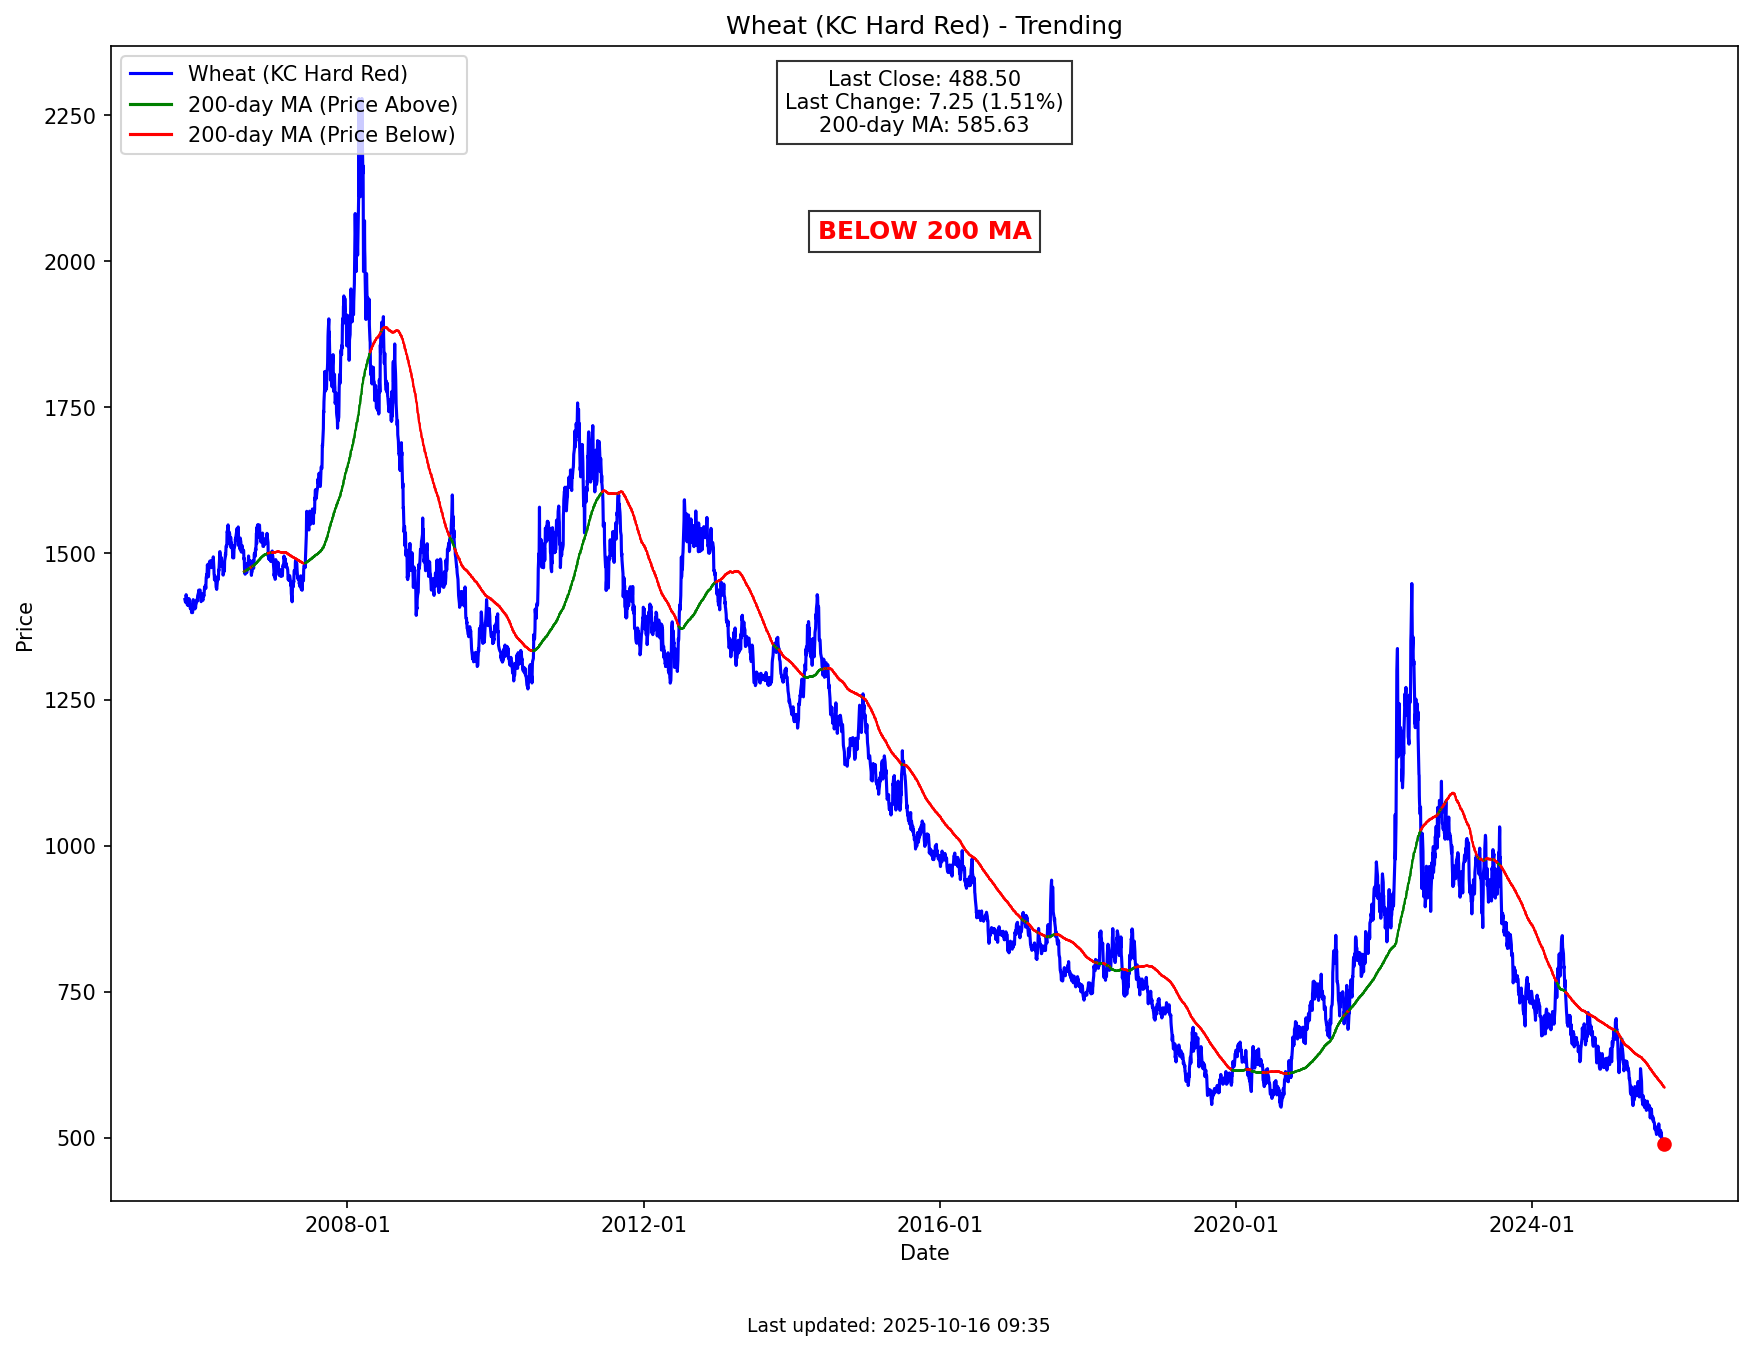 Wheat (KC Hard Red) - Trending
Wheat (KC Hard Red)
200-day MA (Price Above)
200-day MA (Price Below)
Last Close: 488.50
Last Change: 7.25 (1.51%)
200-day MA: 585.63
BELOW 200 MA
Price
2250
2000
1750
1500
1250
1000
750
500
2008-01
2012-01
2016-01
2020-01
2024-01
Date
Last updated: 2025-10-16 09:35